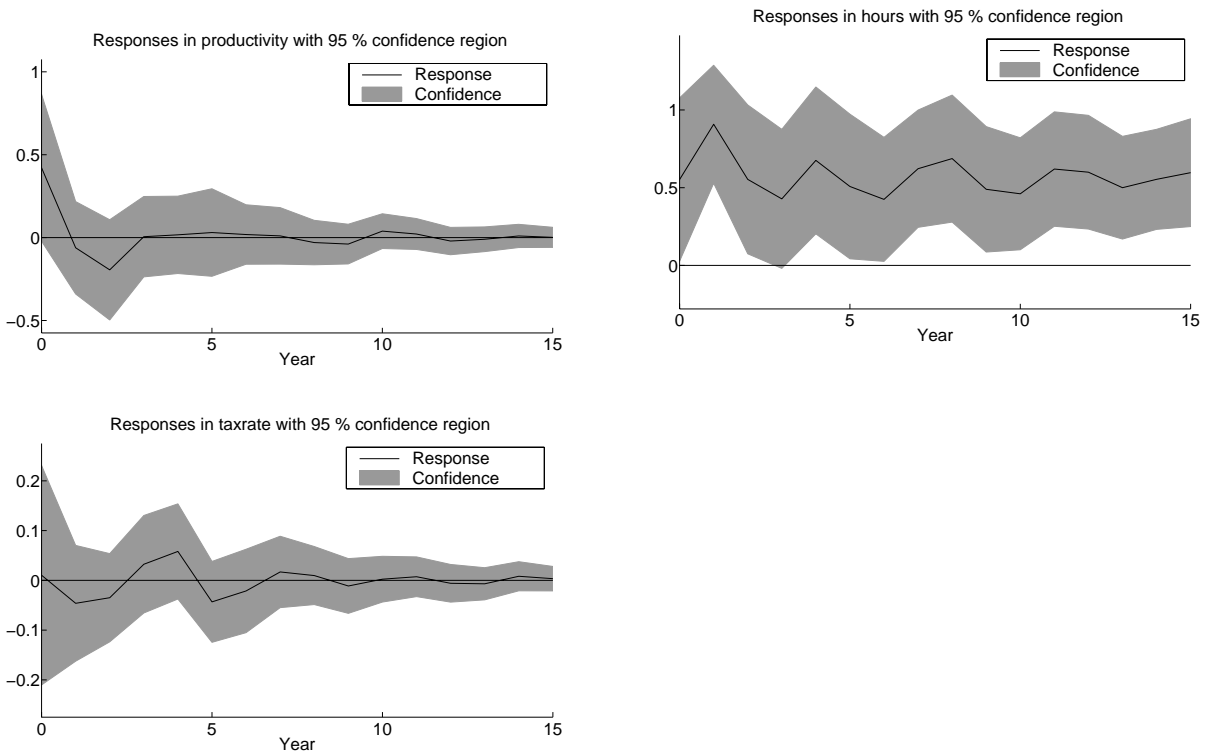 Responses in productivity with 95 % confidence region
1
0.5
0
−0.5
Response
Confidence
0 5 10 15
Year
Responses in hours with 95 % confidence region
1
0.5
0
Response
Confidence
0 5 10 15
Year
Responses in taxrate with 95 % confidence region
0.2
0.1
0
−0.1
−0.2
Response
Confidence
0 5 10 15
Year